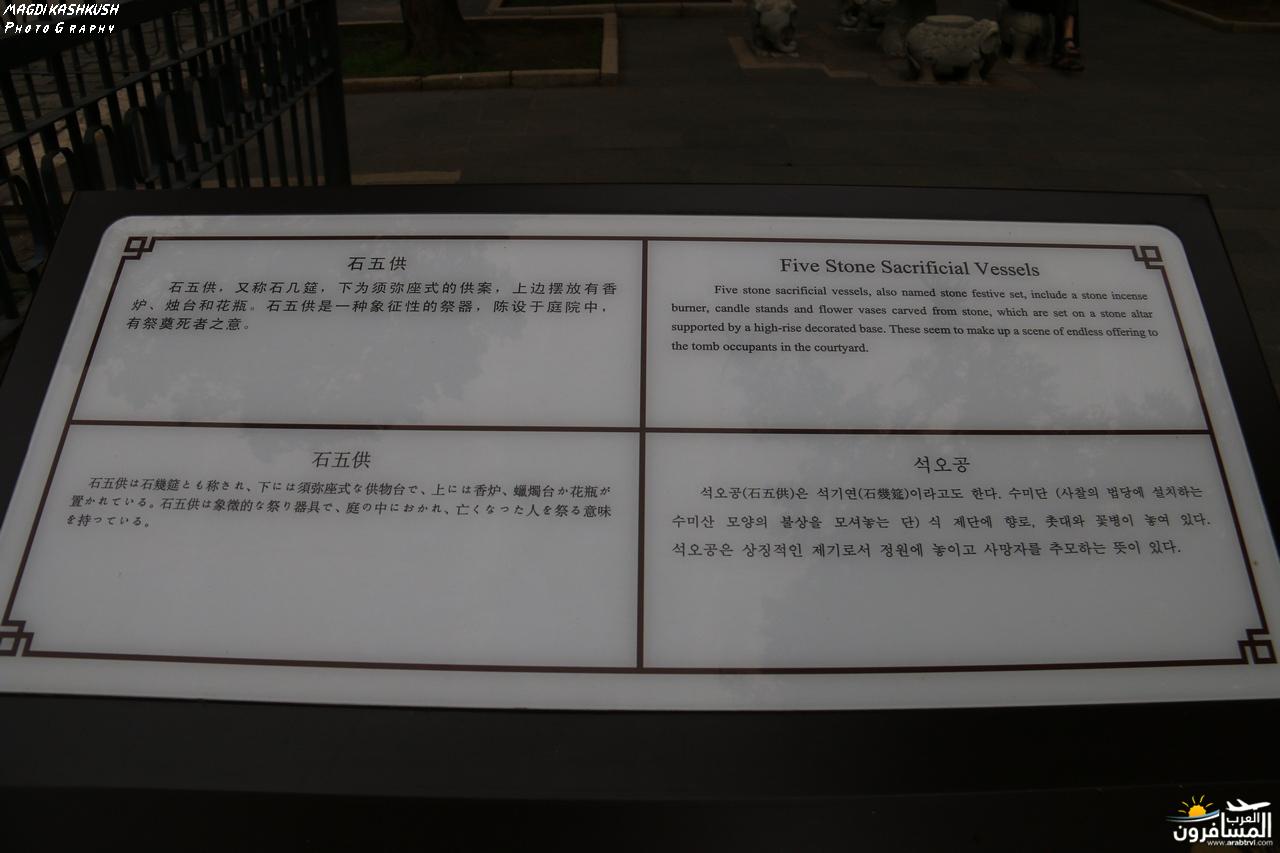 MAGDI KASHKUSH
PHOTOGRAPHY
石五供
石五供，又称石几筵，下为须弥座式的供案，上边摆放有香
炉、烛台和花瓶。石五供是一种象征性的祭器，陈设于庭院中，
有祭奠死者之意。
Five Stone Sacrificial Vessels
Five stone sacrificial vessels, also named stone festive set, include a stone incense
burner, candle stands and flower vases carved from stone, which are set on a stone altar
supported by a high-rise decorated base. These seem to make up a scene of endless offering to
the tomb occupants in the courtyard.
石五供
石五供は石幾筵とも称され、下には須弥座式な供物台で、上には香炉、蠟燭台か花瓶が
置かれている。石五供は象徴的な祭り器具で、庭の中におかれ、亡くなった人を祭る意味
を持っている。
석오공
석오공(石五供)은 석기연(石幾筵)이라고도 한다. 수미단 (사찰의 법당에 설치하는
수미산 모양의 불상을 모셔놓는 단) 식 제단에 향로, 촛대와 꽃병이 놓여 있다.
석오공은 상징적인 제기로서 정원에 놓이고 사망자를 추모하는 뜻이 있다.
العرب
المسافرون
www.arabtrvl.com